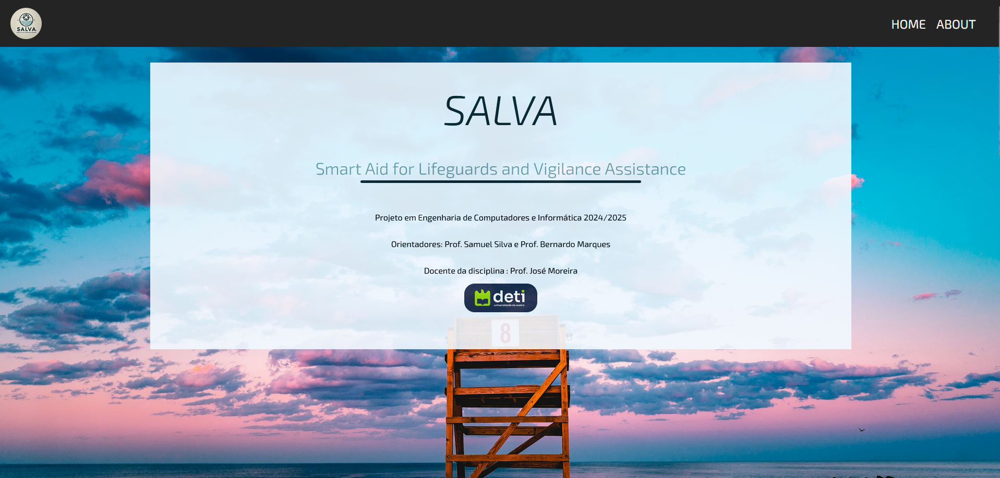 SALVA
HOME ABOUT
SALVA
Smart Aid for Lifeguards and Vigilance Assistance
Projeto em Engenharia de Computadores e Informática 2024/2025
Orientadores: Prof. Samuel Silva e Prof. Bernardo Marques
Docente da disciplina : Prof. José Moreira
deti
universidade de aveiro
8